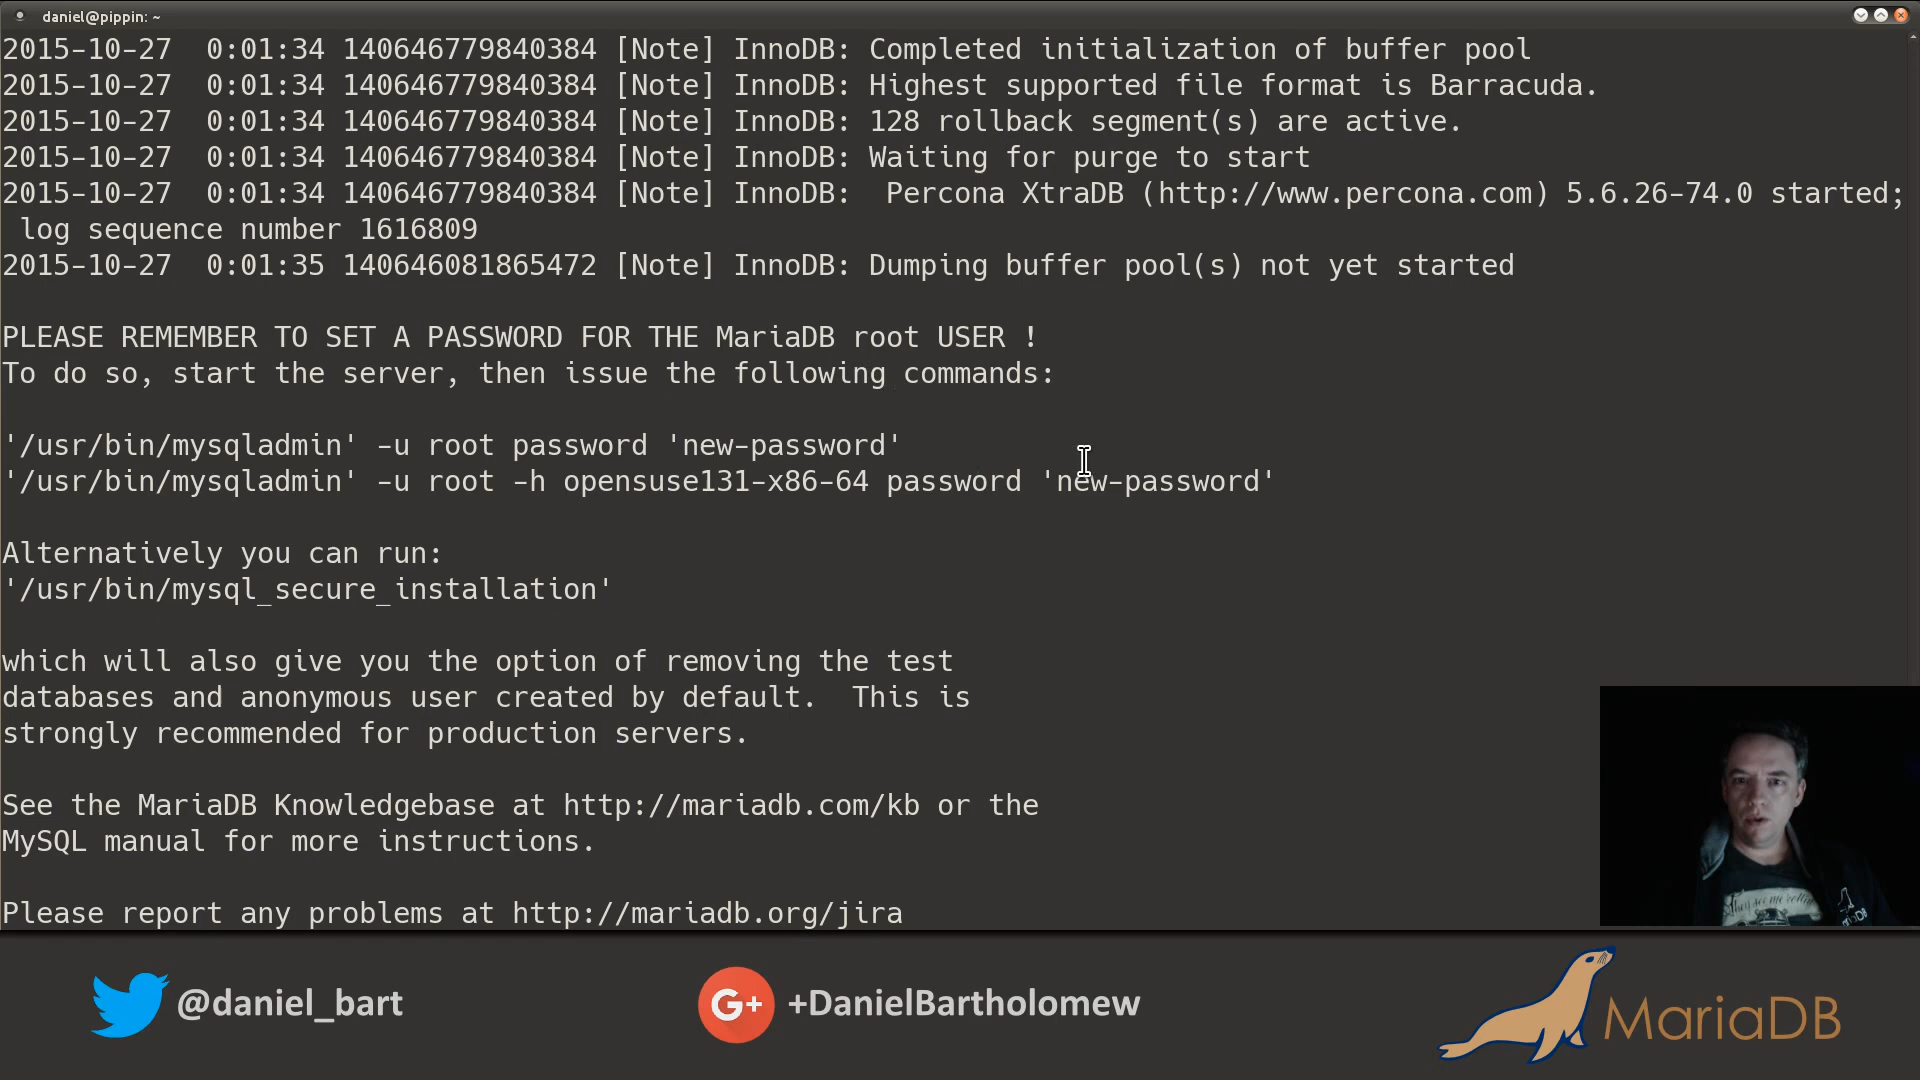 daniel@pippin: ~
2015-10-27  0:01:34 140646779840384 [Note] InnoDB: Completed initialization of buffer pool
2015-10-27  0:01:34 140646779840384 [Note] InnoDB: Highest supported file format is Barracuda.
2015-10-27  0:01:34 140646779840384 [Note] InnoDB: 128 rollback segment(s) are active.
2015-10-27  0:01:34 140646779840384 [Note] InnoDB: Waiting for purge to start
2015-10-27  0:01:34 140646779840384 [Note] InnoDB:  Percona XtraDB (http://www.percona.com) 5.6.26-74.0 started;
 log sequence number 1616809
2015-10-27  0:01:35 140646081865472 [Note] InnoDB: Dumping buffer pool(s) not yet started
PLEASE REMEMBER TO SET A PASSWORD FOR THE MariaDB root USER !
To do so, start the server, then issue the following commands:
'/usr/bin/mysqladmin' -u root password 'new-password'
'/usr/bin/mysqladmin' -u root -h opensuse131-x86-64 password 'new-password'
Alternatively you can run:
'/usr/bin/mysql_secure_installation'
which will also give you the option of removing the test
databases and anonymous user created by default.  This is
strongly recommended for production servers.
See the MariaDB Knowledgebase at http://mariadb.com/kb or the
MySQL manual for more instructions.
Please report any problems at http://mariadb.org/jira
They see me
@daniel_bart
G+ +DanielBartholomew
MariaDB